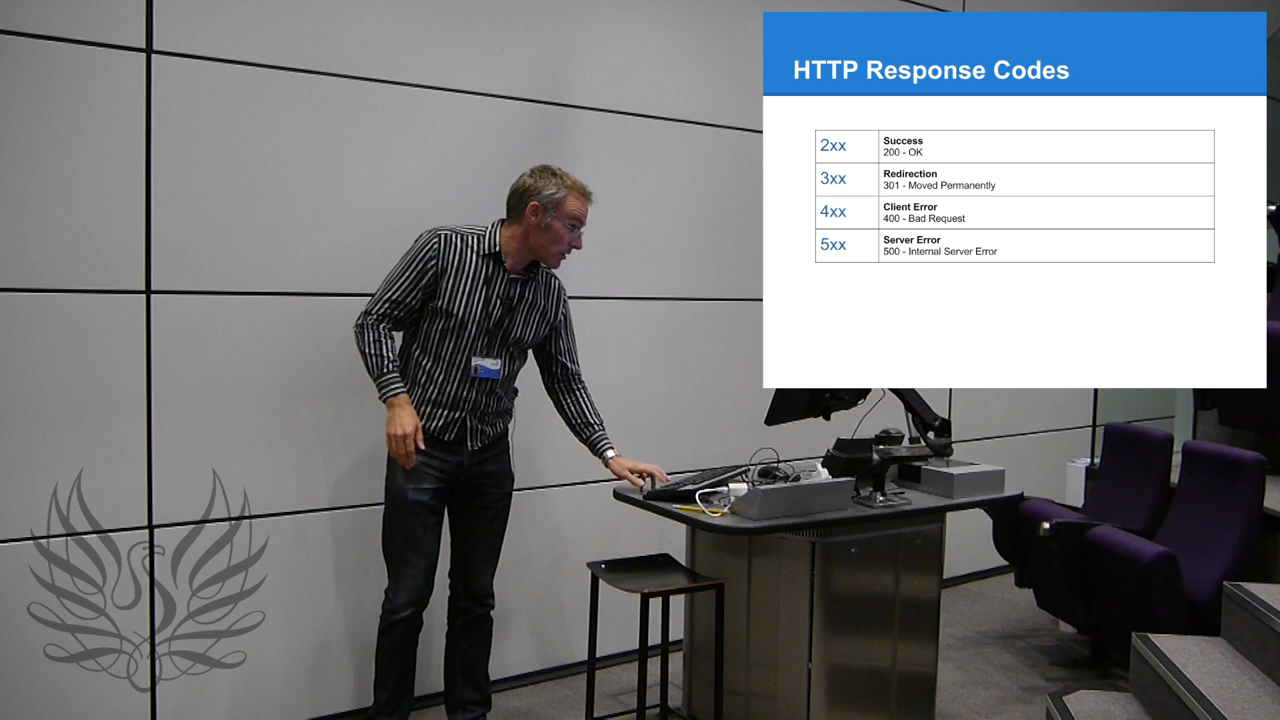 HTTP Response Codes
2xx
Success
200 - OK
3xx
Redirection
301 - Moved Permanently
4xx
Client Error
400 - Bad Request
5xx
Server Error
500 - Internal Server Error